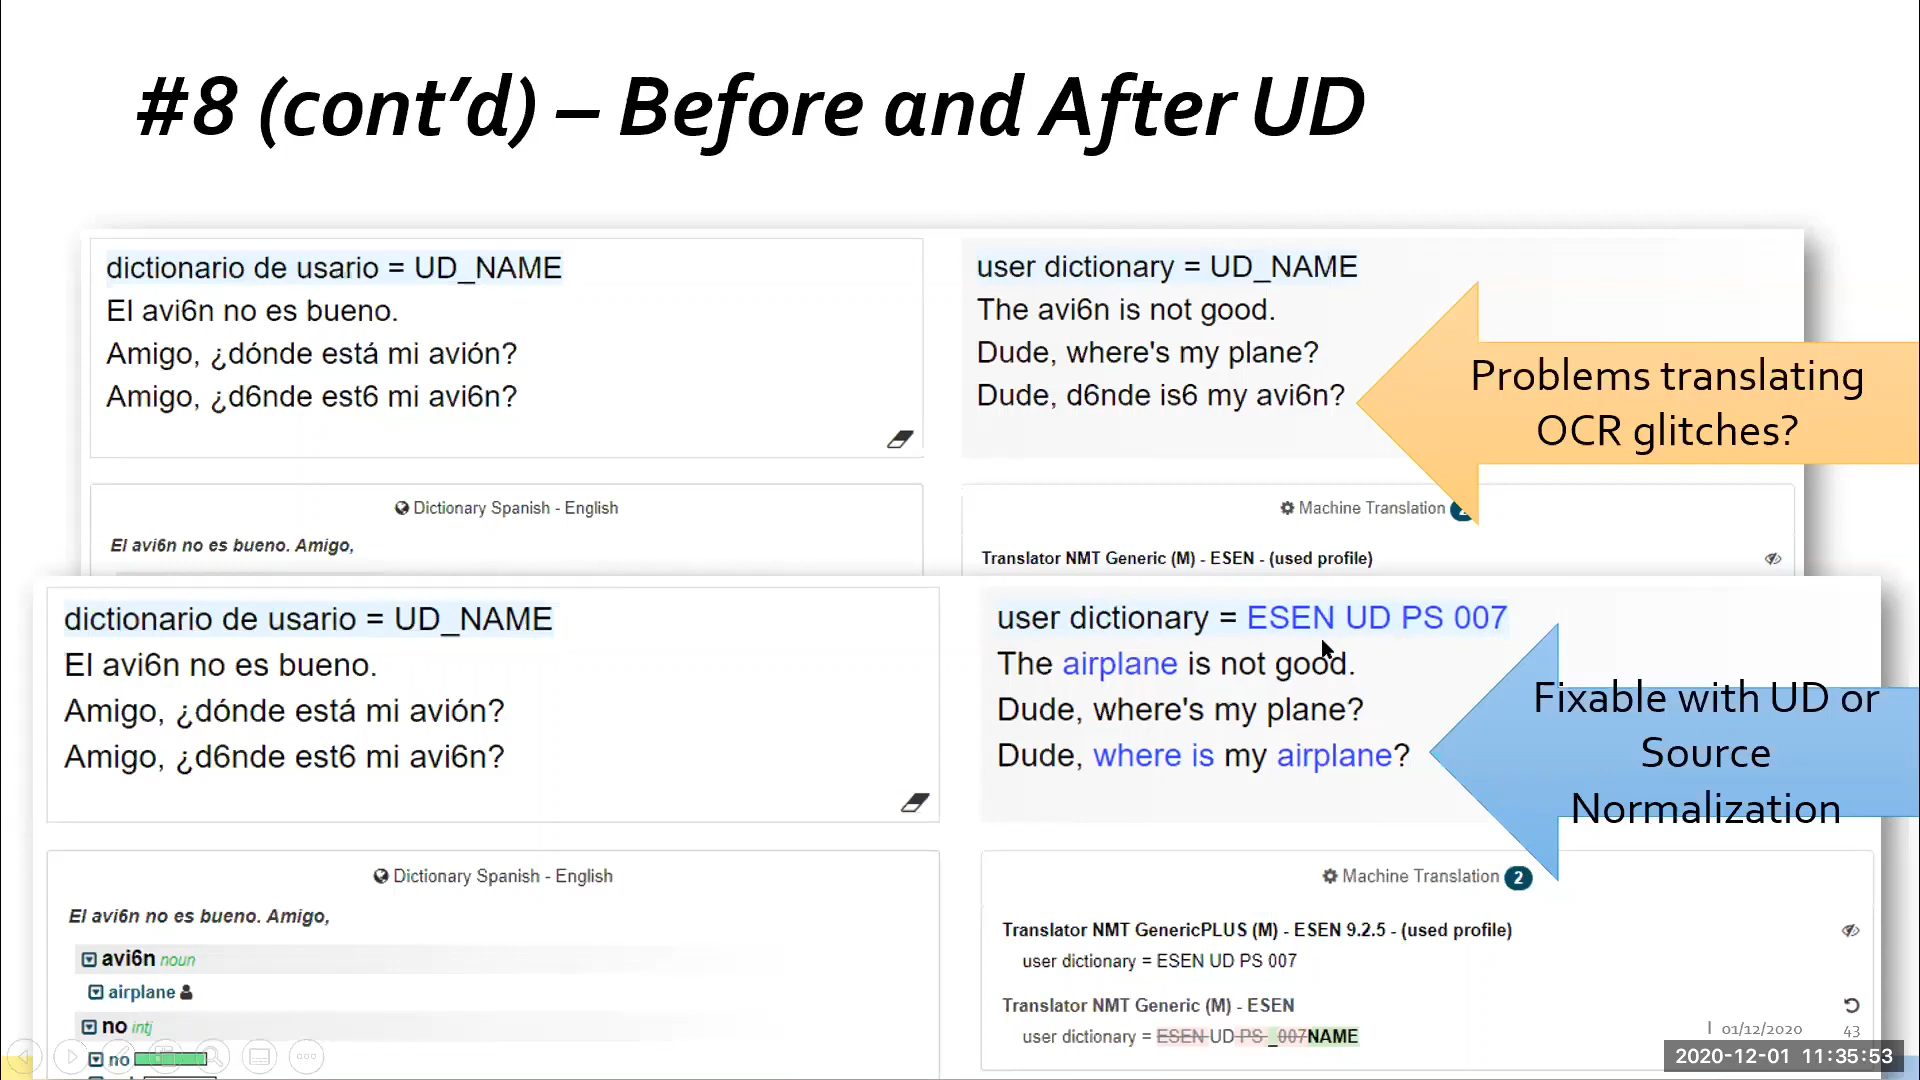 #8 (cont'd) – Before and After UD
dictionario de usario = UD_NAME
El avi6n no es bueno.
Amigo, ¿dónde está mi avión?
Amigo, ¿d6nde est6 mi avi6n?
user dictionary = UD_NAME
The avi6n is not good.
Dude, where's my plane?
Dude, d6nde is6 my avi6n?
Problems translating
OCR glitches?
Dictionary Spanish - English
El avi6n no es bueno. Amigo,
Machine Translation
Translator NMT Generic (M) - ESEN - (used profile)
dictionario de usario = UD_NAME
El avi6n no es bueno.
Amigo, ¿dónde está mi avión?
Amigo, ¿d6nde est6 mi avi6n?
user dictionary = ESEN UD PS 007
The airplane is not good.
Dude, where's my plane?
Dude, where is my airplane?
Fixable with UD or
Source
Normalization
Dictionary Spanish - English
El avi6n no es bueno. Amigo,
avi6n noun
airplane
no intj
no
Machine Translation 2
Translator NMT GenericPLUS (M) - ESEN 9.2.5 - (used profile)
user dictionary = ESEN UD PS 007
Translator NMT Generic (M) - ESEN
user dictionary = ESEN UD PS _007NAME
01/12/2020 43
2020-12-01 11:35:53